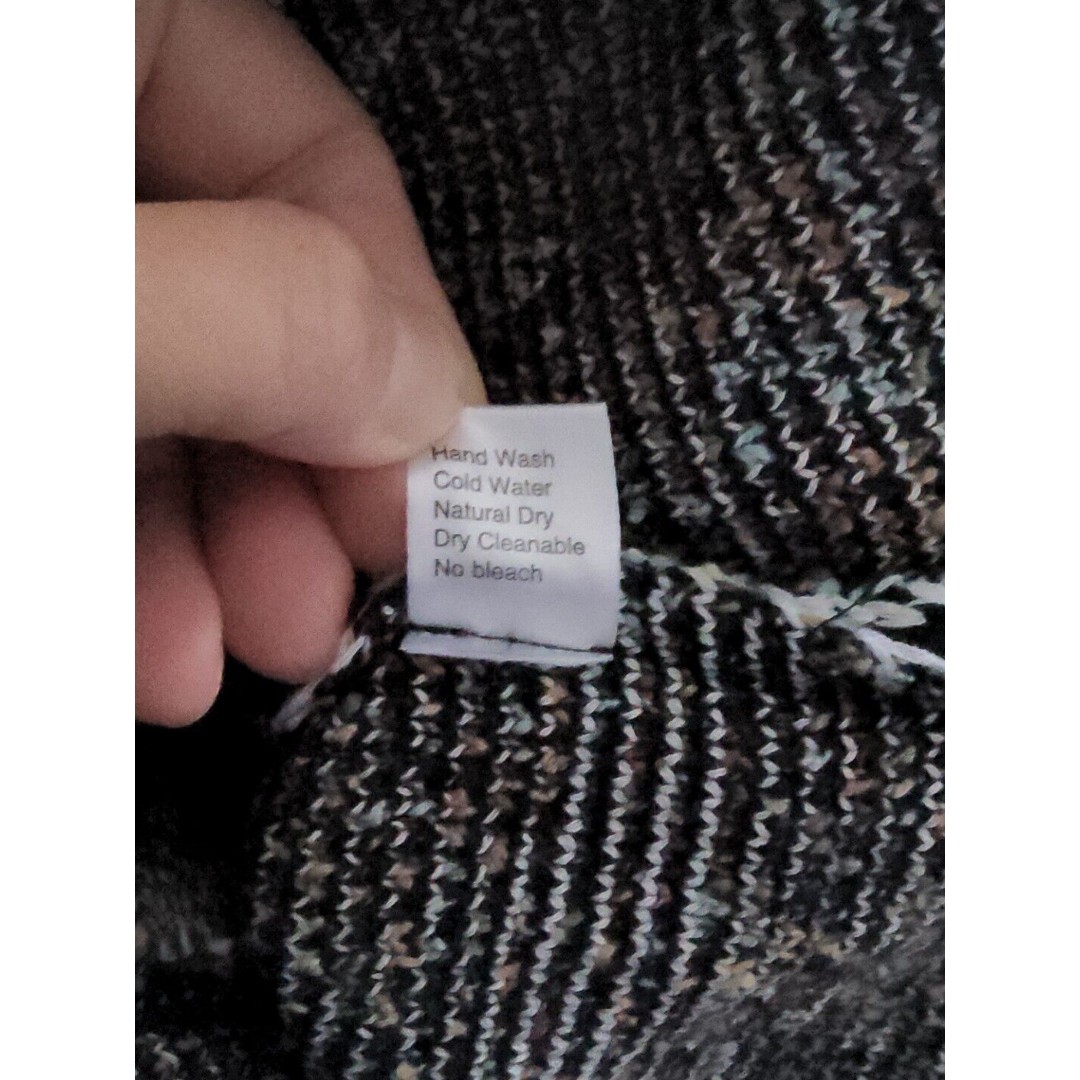 Hand Wash
Cold Water
Natural Dry
Dry Cleanable
No bleach